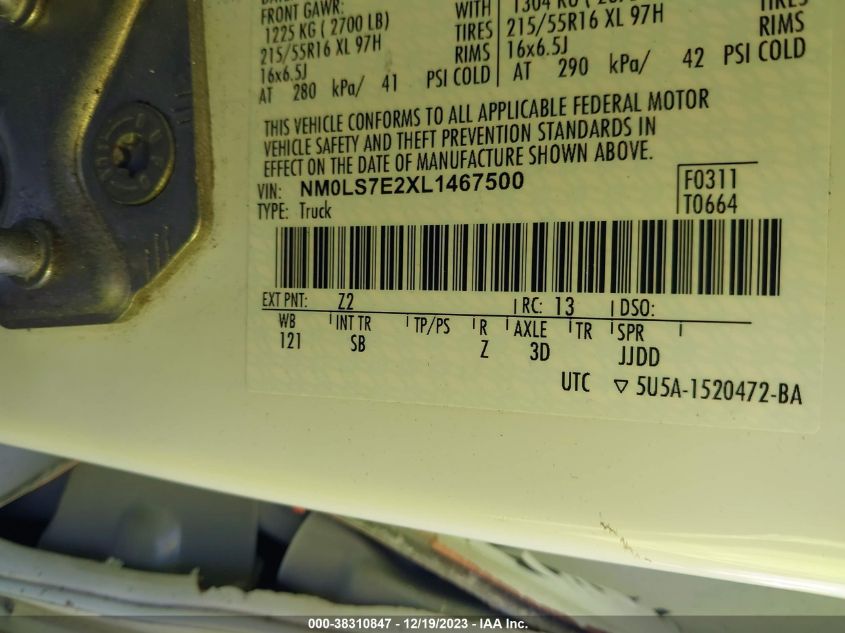 FRONT GAWR:
1225 KG ( 2700 LB)
WITH
215/55R16 XL 97H
TIRES
16x6.5J
RIMS
AT 280 kPa/ 41 PSI COLD
215/55R16 XL 97H
TIRES
16x6.5J
RIMS
AT 290 kPa/ 42 PSI COLD
THIS VEHICLE CONFORMS TO ALL APPLICABLE FEDERAL MOTOR
VEHICLE SAFETY AND THEFT PREVENTION STANDARDS IN
EFFECT ON THE DATE OF MANUFACTURE SHOWN ABOVE.
VIN: NM0LS7E2XL1467500
F0311
TYPE: Truck
T0664
EXT PNT: Z2 RC: 13 DSO:
WB INT TR TP/PS R AXLE TR SPR
121 SB Z 3D JJDD
UTC ▽ 5U5A-1520472-BA
000-38310847 - 12/19/2023 - IAA Inc.